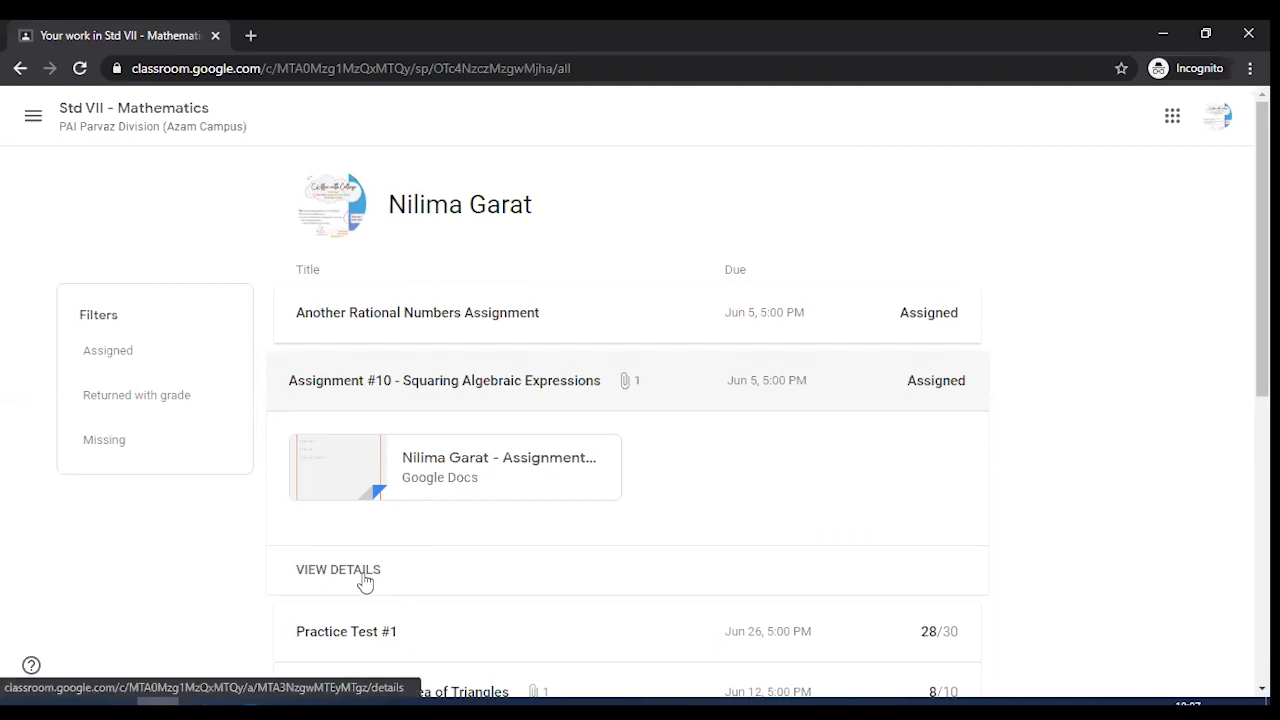 Your work in Std VII - Mathemati
classroom.google.com/c/MTA0Mzg1MzQxMTQy/sp/OTc4NzczMzgwMjha/all
Incognito
Std VII - Mathematics
PAI Parvaz Division (Azam Campus)
Nilima Garat
Title Due
Filters
Assigned
Returned with grade
Missing
Another Rational Numbers Assignment Jun 5, 5:00 PM Assigned
Assignment #10 - Squaring Algebraic Expressions 1 Jun 5, 5:00 PM Assigned
Nilima Garat - Assignment...
Google Docs
VIEW DETAILS
Practice Test #1 Jun 26, 5:00 PM 28/30
ea of Triangles 1 Jun 12, 5:00 PM 8/10
classroom.google.com/c/MTA0Mzg1MzQxMTQy/a/MTA3NzgwMTEyMTgz/details